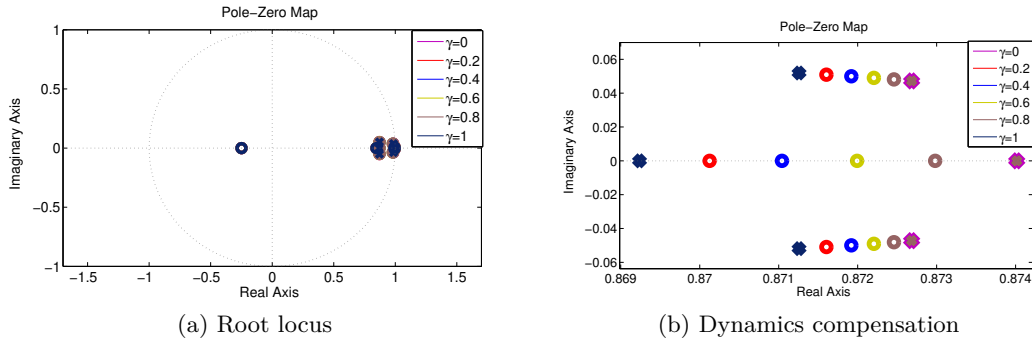 Pole-Zero Map
1
0.5
0
−0.5
−1
−1.5
−1
−0.5
0
0.5
1
1.5
Imaginary Axis
Real Axis
γ=0
γ=0.2
γ=0.4
γ=0.6
γ=0.8
γ=1
(a) Root locus
Pole-Zero Map
0.06
0.04
0.02
0
−0.02
−0.04
−0.06
0.869
0.87
0.871
0.872
0.873
0.874
Imaginary Axis
Real Axis
γ=0
γ=0.2
γ=0.4
γ=0.6
γ=0.8
γ=1
(b) Dynamics compensation